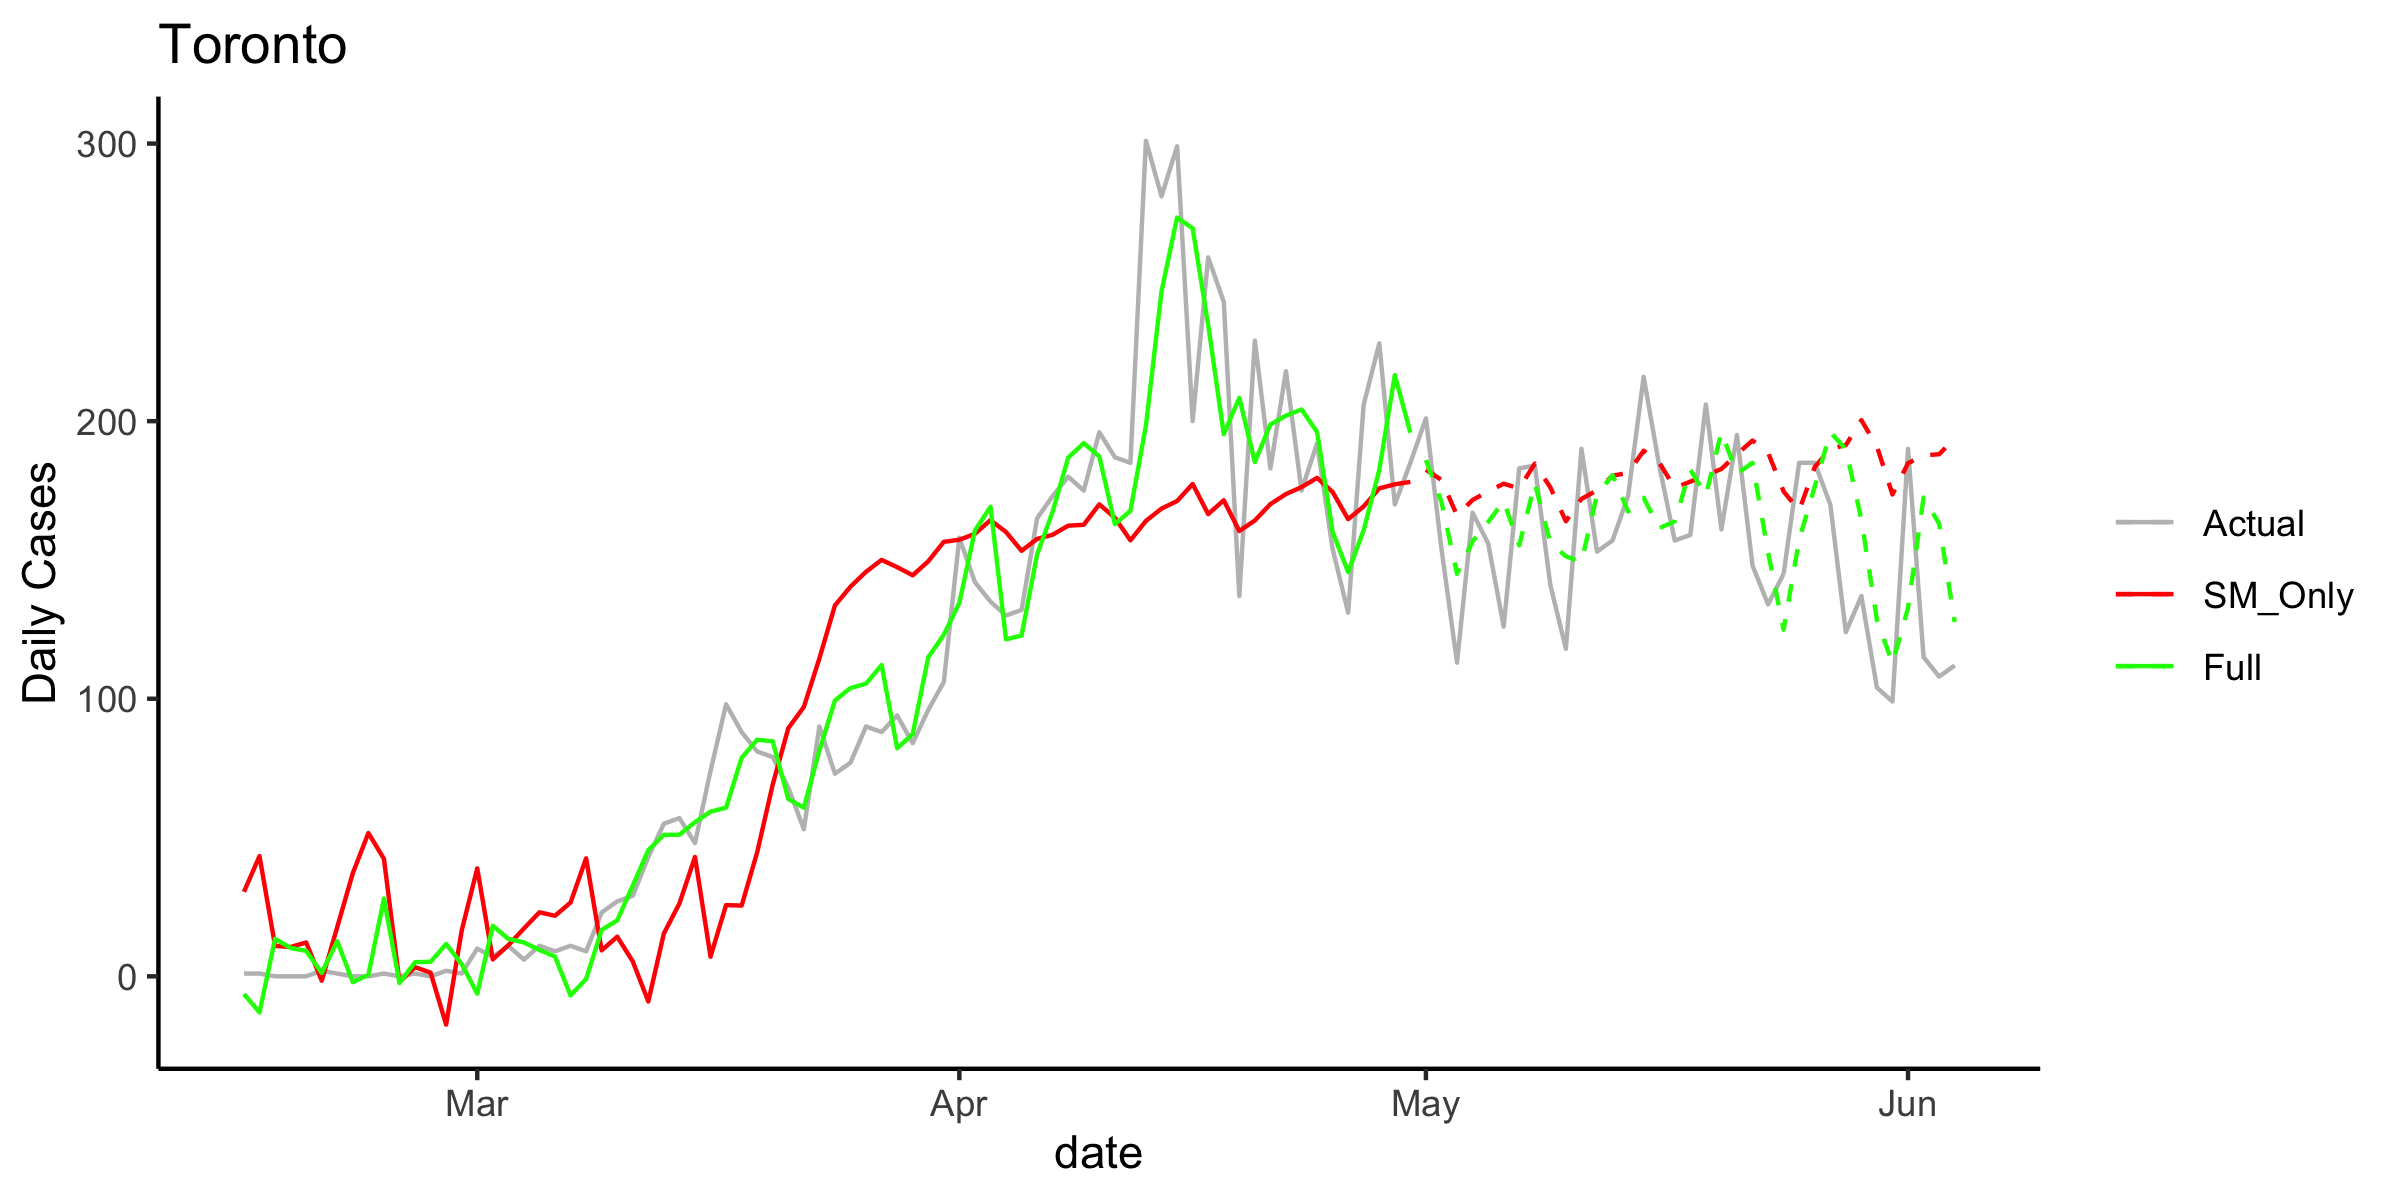 Toronto
300
200
100
0
Daily Cases
Mar
Apr
May
Jun
date
Actual
SM_Only
Full